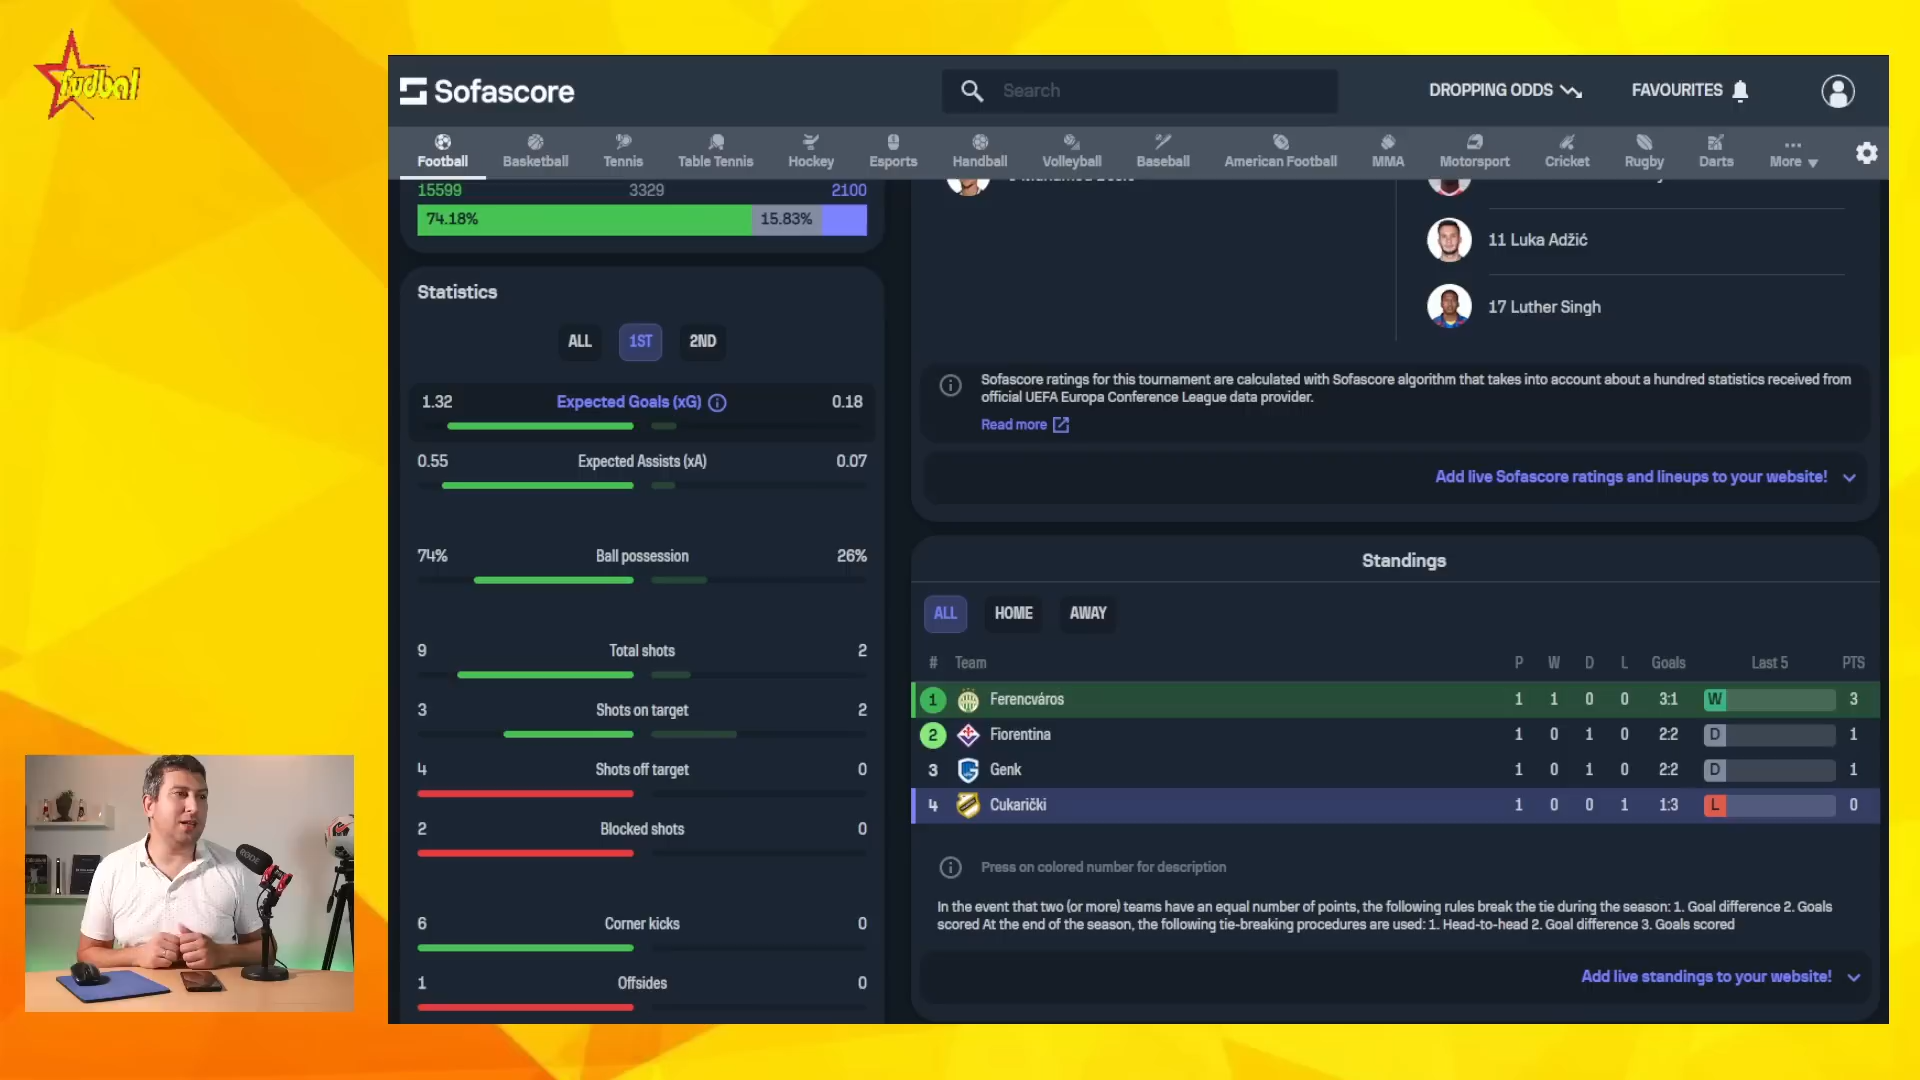 fudbal
Sofascore
Search
DROPPING ODDS
FAVOURITES
Football
Basketball
Tennis
Table Tennis
Hockey
Esports
Handball
Volleyball
Baseball
American Football
MMA
Motorsport
Cricket
Rugby
Darts
More
15599 3329 2100
74.18% 15.83%
Statistics
ALL 1ST 2ND
1.32 Expected Goals (xG) 0.18
0.55 Expected Assists (xA) 0.07
74% Ball possession 26%
9 Total shots 2
3 Shots on target 2
4 Shots off target 0
2 Blocked shots 0
6 Corner kicks 0
1 Offsides 0
11 Luka Adžić
17 Luther Singh
Sofascore ratings for this tournament are calculated with Sofascore algorithm that takes into account about a hundred statistics received from
official UEFA Europa Conference League data provider.
Read more
Add live Sofascore ratings and lineups to your website!
Standings
ALL HOME AWAY
# Team P W D L Goals Last 5 PTS
1 Ferencváros 1 1 0 0 3:1 W 3
2 Fiorentina 1 0 1 0 2:2 D 1
3 Genk 1 0 1 0 2:2 D 1
4 Cukarički 1 0 0 1 1:3 L 0
Press on colored number for description
In the event that two (or more) teams have an equal number of points, the following rules break the tie during the season: 1. Goal difference 2. Goals
scored At the end of the season, the following tie-breaking procedures are used: 1. Head-to-head 2. Goal difference 3. Goals scored
Add live standings to your website!
RODE